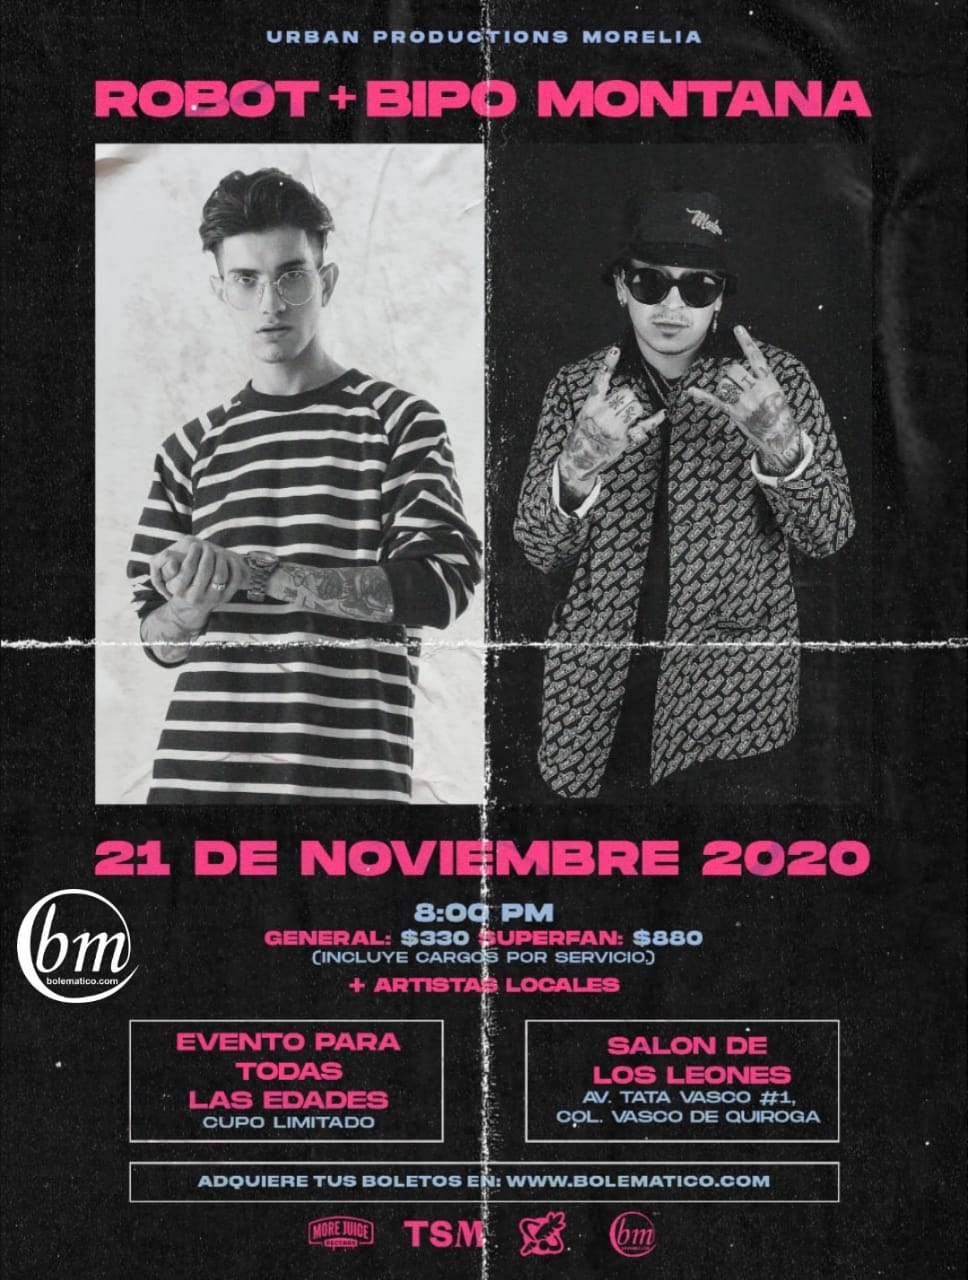 URBAN PRODUCTIONS MORELIA
ROBOT + BIPO MONTANA
21 DE NOVIEMBRE 2020
8:00 PM
GENERAL: $330 SUPERFAN: $880
(INCLUYE CARGOS POR SERVICIO.)
+ ARTISTAS LOCALES
bm
bolematico.com
EVENTO PARA
TODAS
LAS EDADES
CUPO LIMITADO
SALON DE
LOS LEONES
AV. TATA VASCO #1,
COL. VASCO DE QUIROGA
ADQUIERE TUS BOLETOS EN: WWW.BOLEMATICO.COM
MORE JUICE
RECORDS
TSM
bm